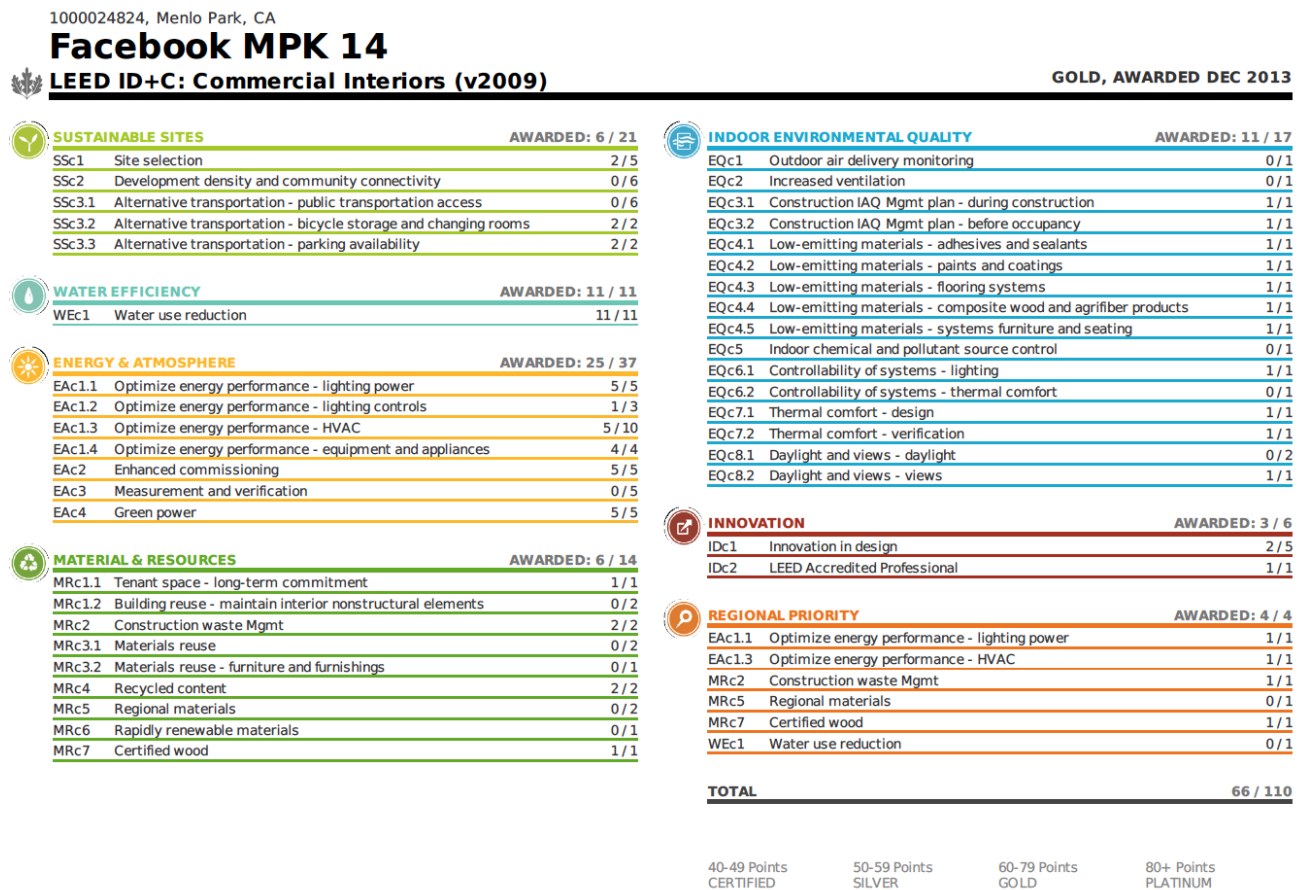 1000024824, Menlo Park, CA
Facebook MPK 14
LEED ID+C: Commercial Interiors (v2009)
GOLD, AWARDED DEC 2013
SUSTAINABLE SITES AWARDED: 6 / 21
SSc1 Site selection 2 / 5
SSc2 Development density and community connectivity 0 / 6
SSc3.1 Alternative transportation - public transportation access 0 / 6
SSc3.2 Alternative transportation - bicycle storage and changing rooms 2 / 2
SSc3.3 Alternative transportation - parking availability 2 / 2
WATER EFFICIENCY AWARDED: 11 / 11
WEc1 Water use reduction 11 / 11
ENERGY & ATMOSPHERE AWARDED: 25 / 37
EAc1.1 Optimize energy performance - lighting power 5 / 5
EAc1.2 Optimize energy performance - lighting controls 1 / 3
EAc1.3 Optimize energy performance - HVAC 5 / 10
EAc1.4 Optimize energy performance - equipment and appliances 4 / 4
EAc2 Enhanced commissioning 5 / 5
EAc3 Measurement and verification 0 / 5
EAc4 Green power 5 / 5
MATERIAL & RESOURCES AWARDED: 6 / 14
MRc1.1 Tenant space - long-term commitment 1 / 1
MRc1.2 Building reuse - maintain interior nonstructural elements 0 / 2
MRc2 Construction waste Mgmt 2 / 2
MRc3.1 Materials reuse 0 / 2
MRc3.2 Materials reuse - furniture and furnishings 0 / 1
MRc4 Recycled content 2 / 2
MRc5 Regional materials 0 / 2
MRc6 Rapidly renewable materials 0 / 1
MRc7 Certified wood 1 / 1
INDOOR ENVIRONMENTAL QUALITY AWARDED: 11 / 17
EQc1 Outdoor air delivery monitoring 0 / 1
EQc2 Increased ventilation 0 / 1
EQc3.1 Construction IAQ Mgmt plan - during construction 1 / 1
EQc3.2 Construction IAQ Mgmt plan - before occupancy 1 / 1
EQc4.1 Low-emitting materials - adhesives and sealants 1 / 1
EQc4.2 Low-emitting materials - paints and coatings 1 / 1
EQc4.3 Low-emitting materials - flooring systems 1 / 1
EQc4.4 Low-emitting materials - composite wood and agrifiber products 1 / 1
EQc4.5 Low-emitting materials - systems furniture and seating 1 / 1
EQc5 Indoor chemical and pollutant source control 0 / 1
EQc6.1 Controllability of systems - lighting 1 / 1
EQc6.2 Controllability of systems - thermal comfort 0 / 1
EQc7.1 Thermal comfort - design 1 / 1
EQc7.2 Thermal comfort - verification 1 / 1
EQc8.1 Daylight and views - daylight 0 / 2
EQc8.2 Daylight and views - views 1 / 1
INNOVATION AWARDED: 3 / 6
IDc1 Innovation in design 2 / 5
IDc2 LEED Accredited Professional 1 / 1
REGIONAL PRIORITY AWARDED: 4 / 4
EAc1.1 Optimize energy performance - lighting power 1 / 1
EAc1.3 Optimize energy performance - HVAC 1 / 1
MRc2 Construction waste Mgmt 1 / 1
MRc5 Regional materials 0 / 1
MRc7 Certified wood 1 / 1
WEc1 Water use reduction 0 / 1
TOTAL 66 / 110
40-49 Points 50-59 Points 60-79 Points 80+ Points
CERTIFIED SILVER GOLD PLATINUM